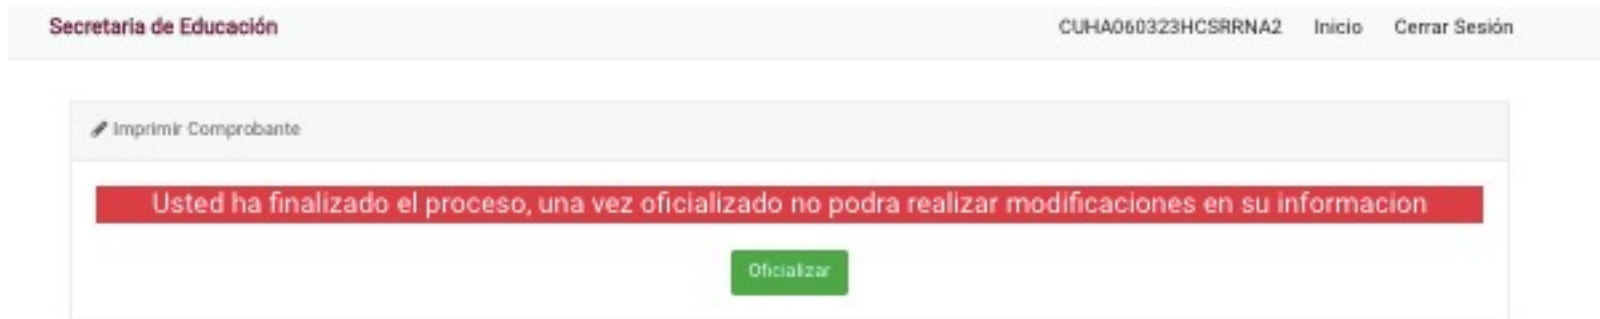 Secretaria de Educación CUHA060323HCSRRNA2 Inicio Cerrar Sesión
Imprimir Comprobante
Usted ha finalizado el proceso, una vez oficializado no podra realizar modificaciones en su informacion
Oficializar